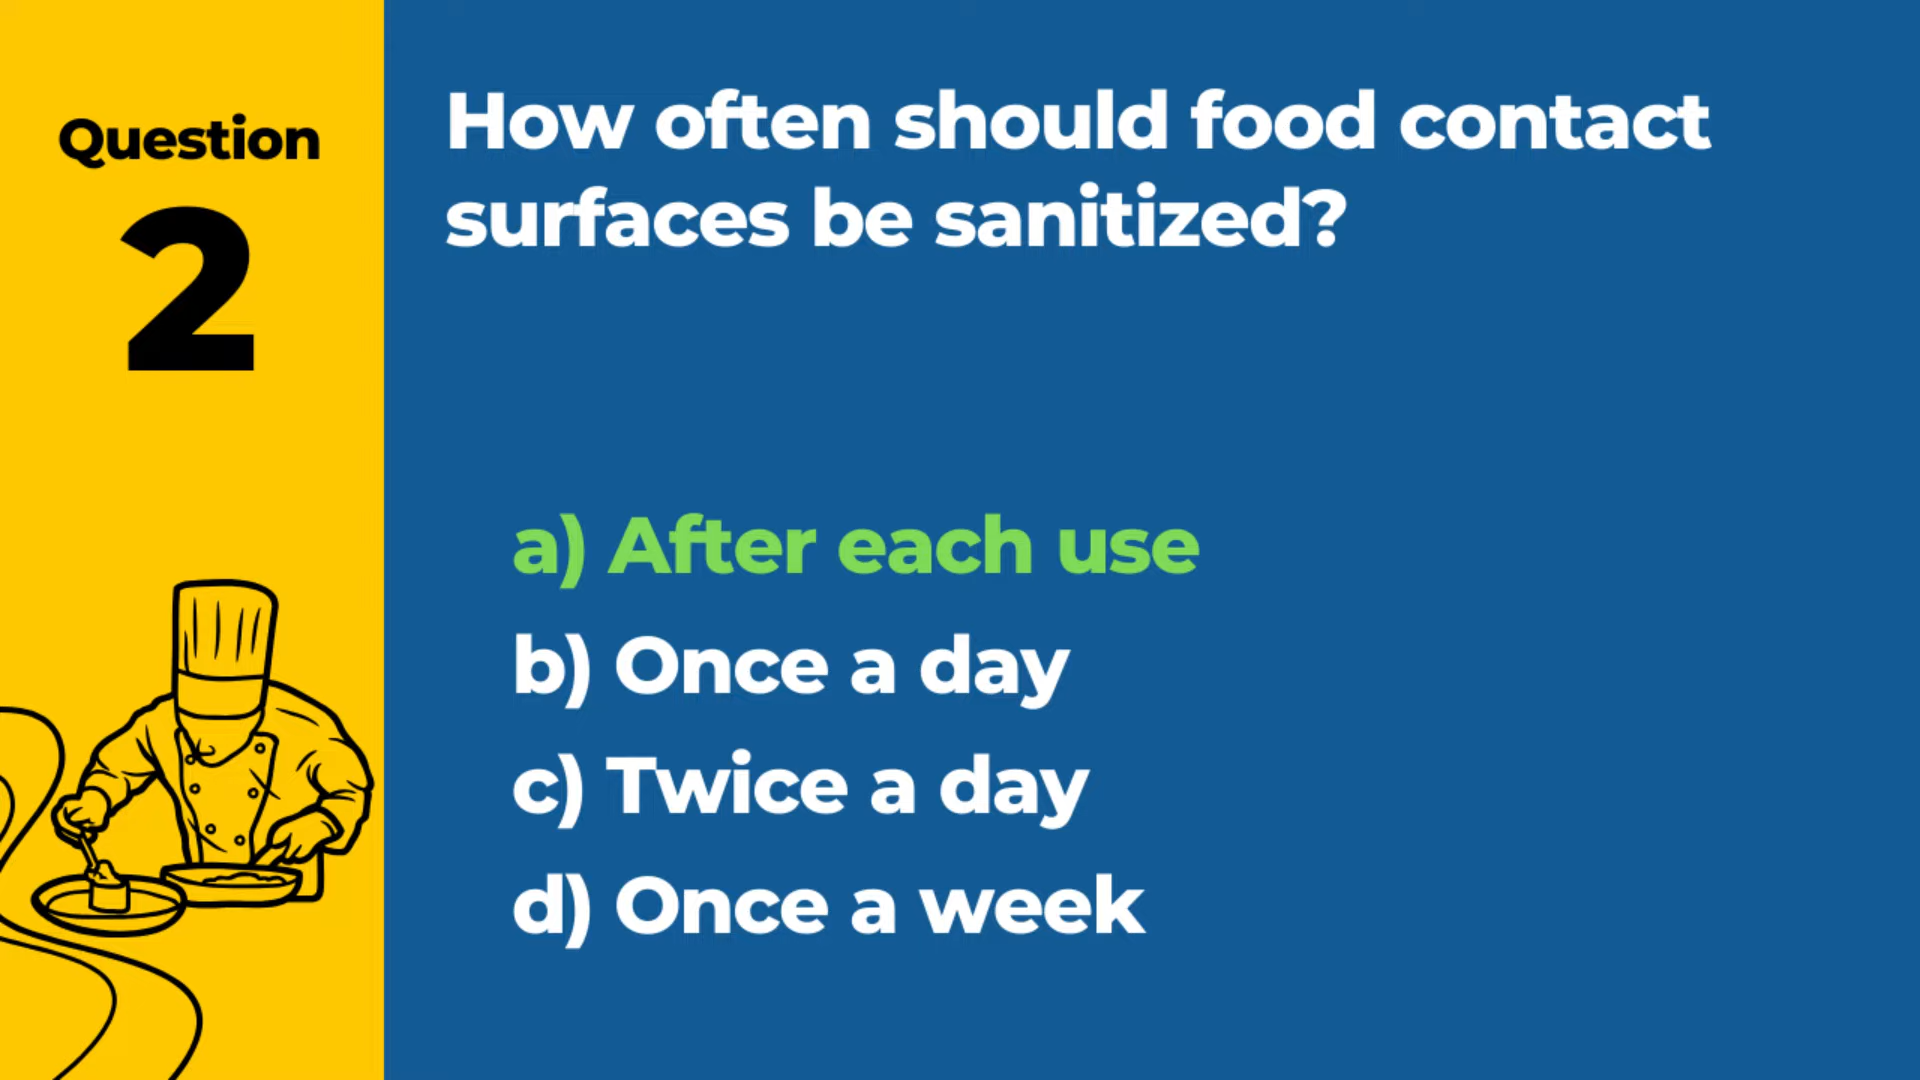 Question
2
How often should food contact
surfaces be sanitized?
a) After each use
b) Once a day
c) Twice a day
d) Once a week